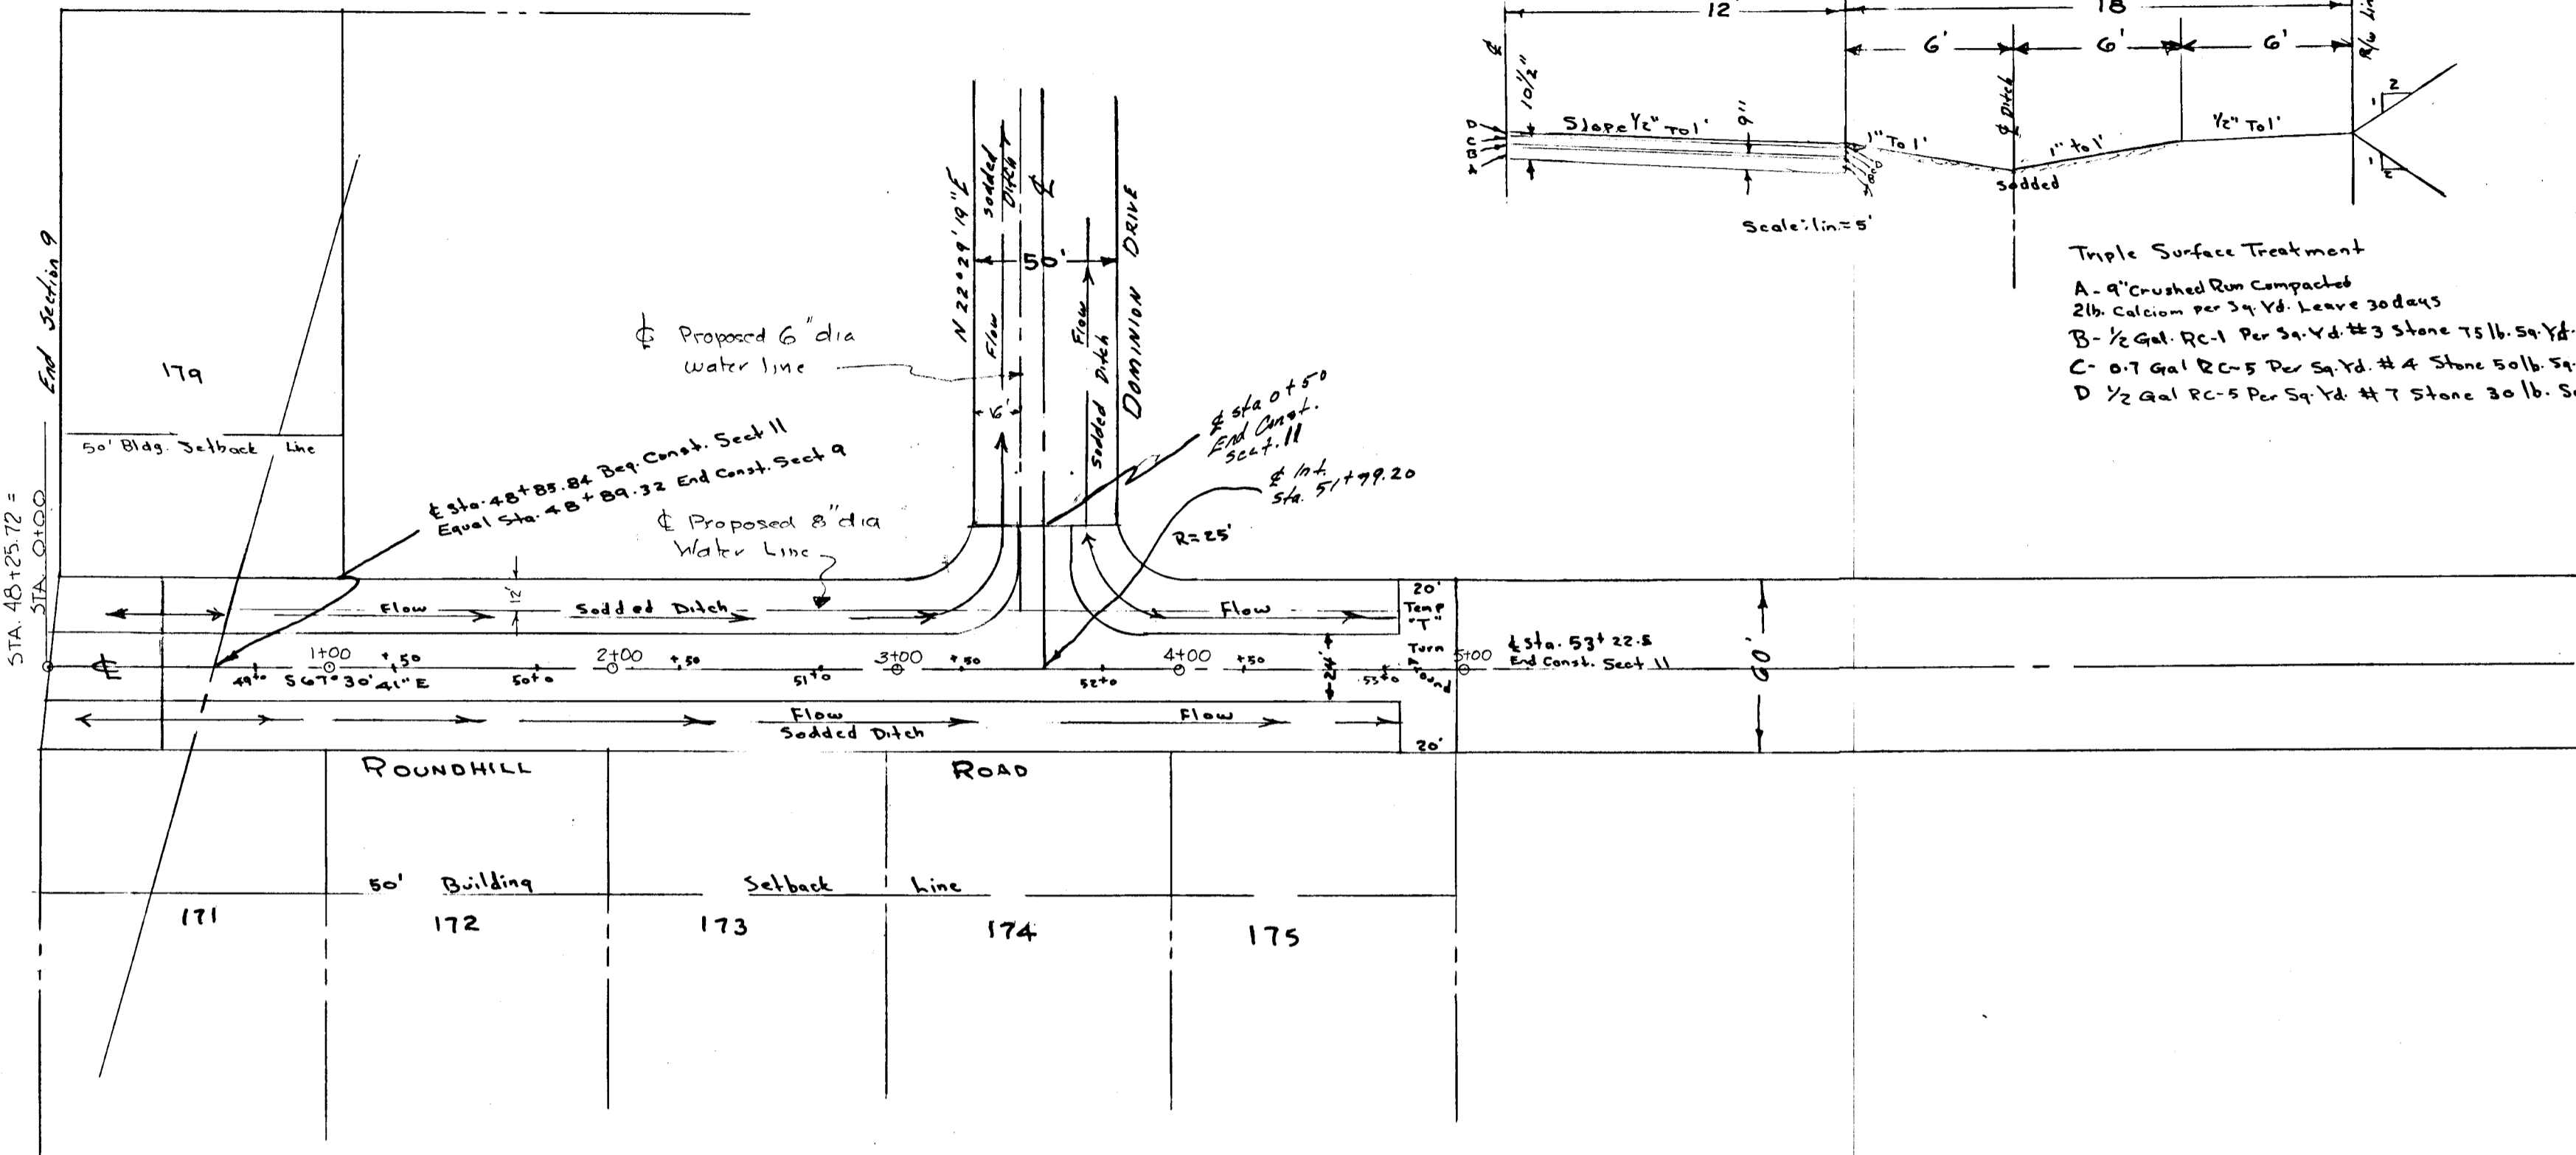 12'
18'
6'
6'
6'
R/W Line
℄
10½"
D
C
B
Slope ½" To 1'
9"
1" To 1'
℄ Ditch
1" to 1'
½" To 1'
Sodded
2
1
1
2
Scale: 1in.=5'
Triple Surface Treatment
A - 9" Crushed Run Compacted
2lb. Calciom per Sq. Yd. Leave 30 days
B - ½ Gal. RC-1 Per Sq. Yd. #3 Stone 75 lb. Sq. Yd.
C - 0.7 Gal RC-5 Per Sq. Yd. #4 Stone 50 lb. Sq.
D ½ Gal RC-5 Per Sq. Yd. #7 Stone 30 lb.
End Section 9
STA. 48+25.72 =
STA. 0+00
179
50' Bldg. Setback Line
N 22° 29' 19" E
Sodded
Ditch
Flow
℄
50'
Flow
Sodded Ditch
DOMINION DRIVE
16'
℄ Proposed 6" dia
water line
℄ Sta. 48+85.84 Beg. Const. Sect 11
Equal Sta. 48+89.32 End Const. Sect 9
℄ Proposed 8" dia
Water Line
℄ sta 0+50
End Const.
Sect. 11
℄ Int.
Sta. 51+99.20
R=25'
12'
Flow
Sodded Ditch
Flow
20'
Temp
"T"
Turn
Around
℄
1+00
+50
2+00
+50
3+00
+50
4+00
+50
5+00
49+0
S 67° 30' 41" E
50+0
51+0
52+0
53+0
24'
℄ Sta. 53+22.5
End Const. Sect 11
60'
Flow
Sodded Ditch
Flow
20'
ROUNDHILL ROAD
50' Building Setback Line
171
172
173
174
175